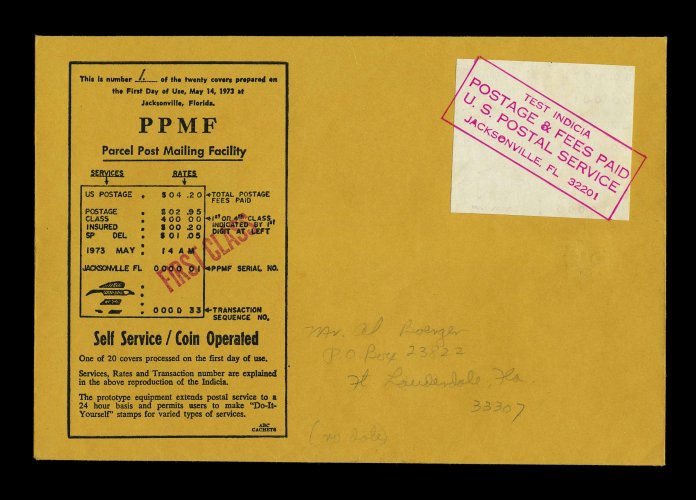 This is number 1. of the twenty covers prepared on
the First Day of Use, May 14, 1973 at
Jacksonville, Florida.
PPMF
Parcel Post Mailing Facility
SERVICES RATES
US POSTAGE $04.20 TOTAL POSTAGE
FEES PAID
POSTAGE $02.95
CLASS 400 00 1ST OR 4TH CLASS
INSURED $00.20 INDICATED BY 1ST
SP DEL $01.05 DIGIT AT LEFT
1973 MAY 14 AM
JACKSONVILLE FL 0000 01 PPMF SERIAL NO.
0000 33 TRANSACTION
SEQUENCE NO.
FIRST CLASS
Self Service / Coin Operated
One of 20 covers processed on the first day of use.
Services, Rates and Transaction number are explained
in the above reproduction of the Indicia.
The prototype equipment extends postal service to a
24 hour basis and permits users to make "Do-It-
Yourself" stamps for varied types of services.
ABC
CACHETS
TEST INDICIA
POSTAGE & FEES PAID
U. S. POSTAL SERVICE
JACKSONVILLE, FL 32201
Mr. Al
P.O. Box 23822
Ft Lauderdale, Fla
33307